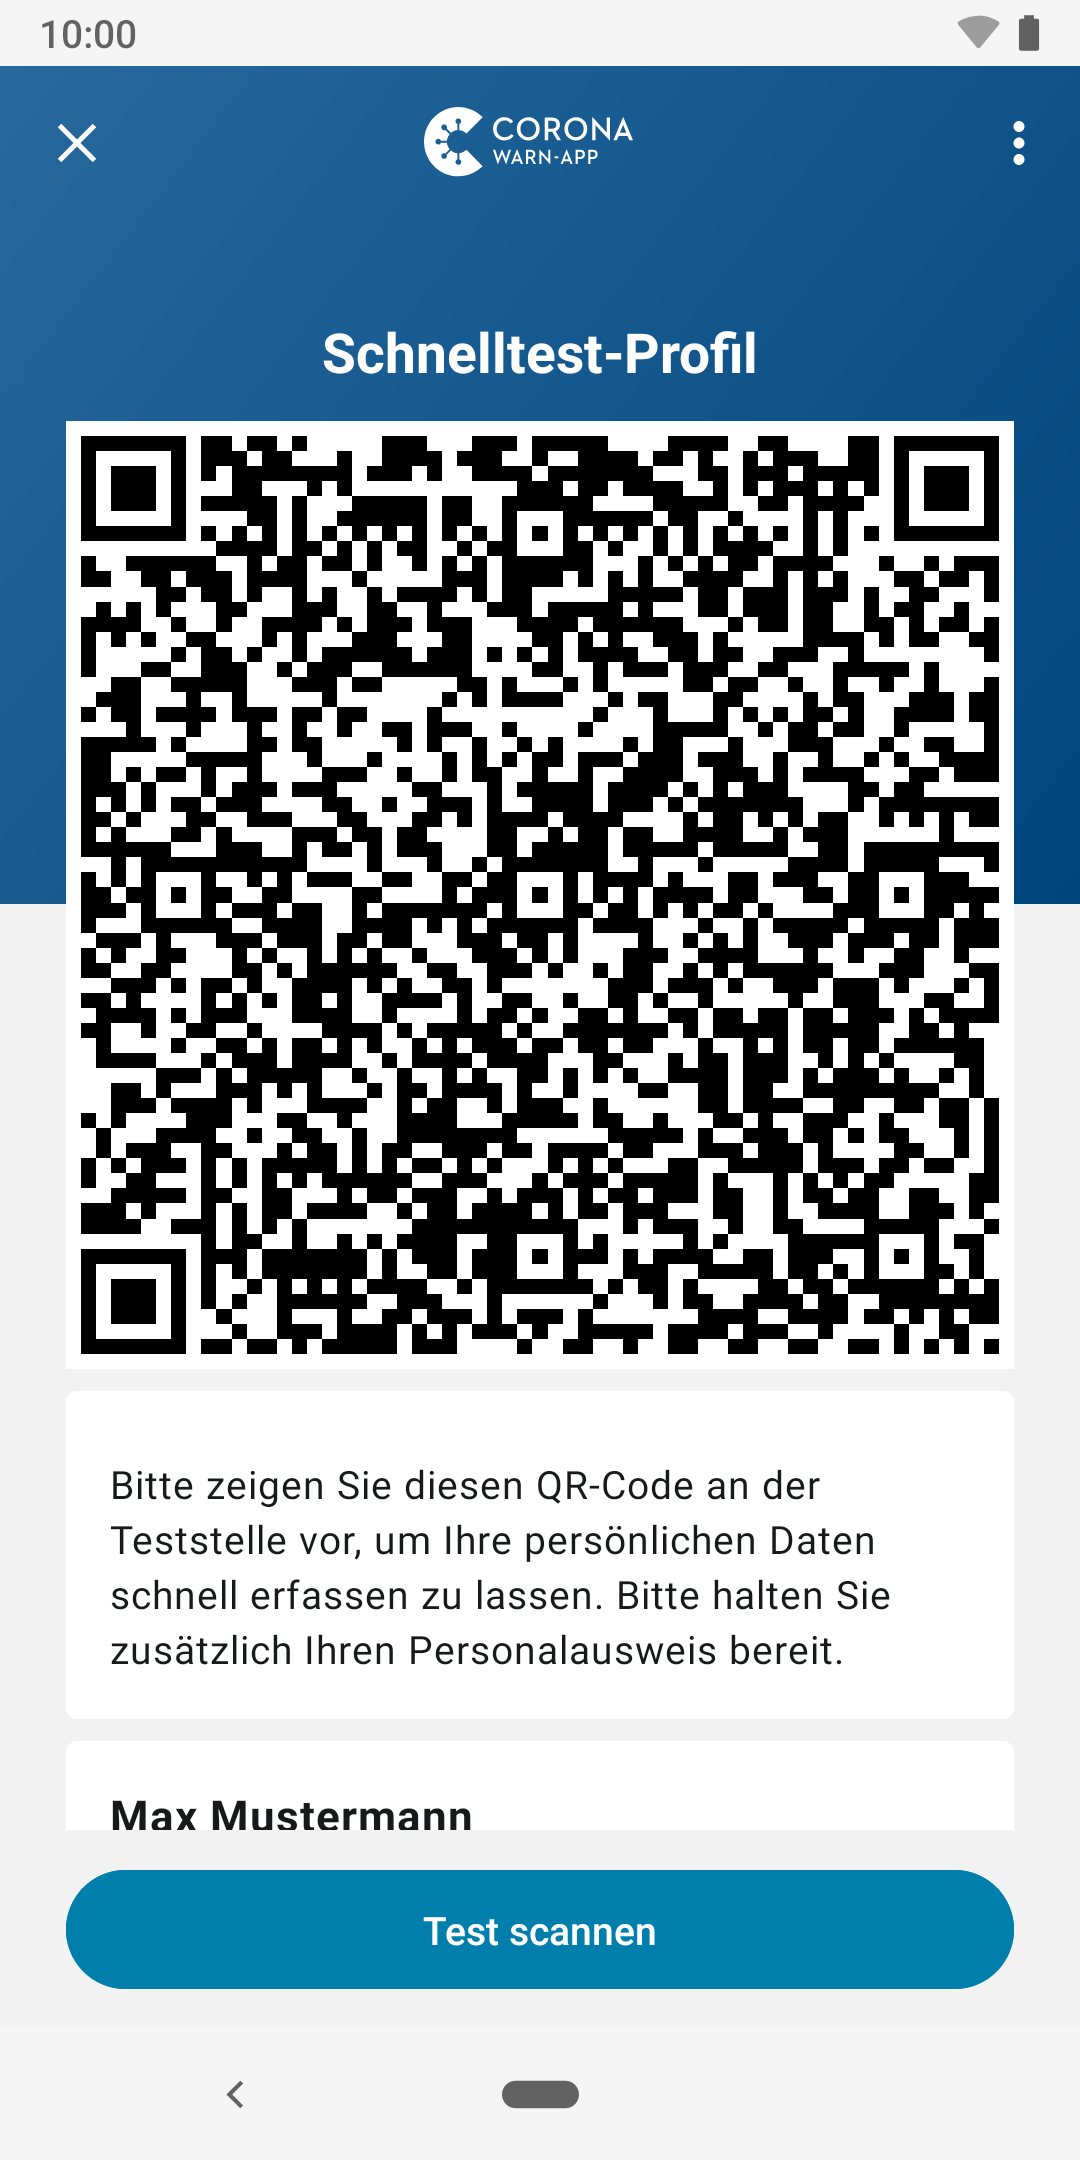 10:00
CORONA
WARN-APP
Schnelltest-Profil
Bitte zeigen Sie diesen QR-Code an der
Teststelle vor, um Ihre persönlichen Daten
schnell erfassen zu lassen. Bitte halten Sie
zusätzlich Ihren Personalausweis bereit.
Max Mustermann
Test scannen